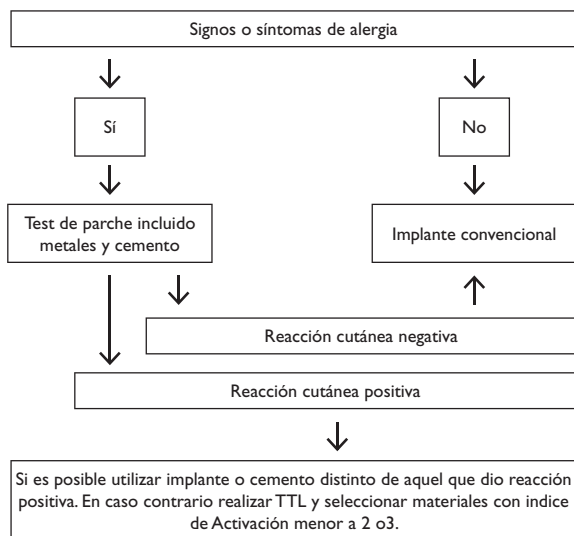 Signos o síntomas de alergia
Sí
No
Test de parche incluido
metales y cemento
Implante convencional
Reacción cutánea negativa
Reacción cutánea positiva
Si es posible utilizar implante o cemento distinto de aquel que dio reacción
positiva. En caso contrario realizar TTL y seleccionar materiales con indice
de Activación menor a 2 o3.